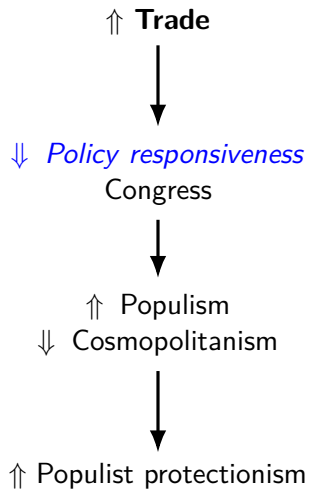 ⇑ Trade
⇓ Policy responsiveness
Congress
⇑ Populism
⇓ Cosmopolitanism
⇑ Populist protectionism